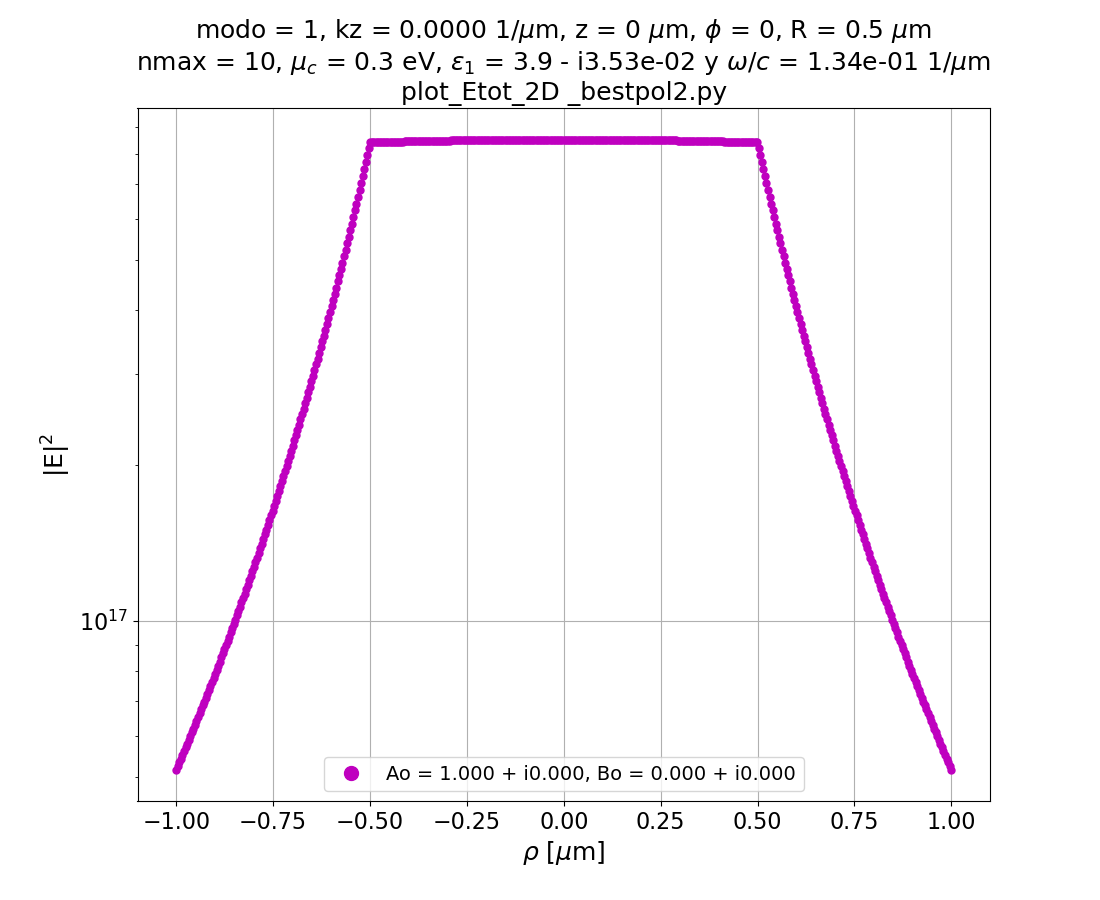 modo = 1, kz = 0.0000 1/μm, z = 0 μm, ϕ = 0, R = 0.5 μm
nmax = 10, μ_c = 0.3 eV, ε₁ = 3.9 - i3.53e-02 y ω/c = 1.34e-01 1/μm
plot_Etot_2D _bestpol2.py
|E|²
10¹⁷
Ao = 1.000 + i0.000, Bo = 0.000 + i0.000
−1.00 −0.75 −0.50 −0.25 0.00 0.25 0.50 0.75 1.00
ρ [μm]